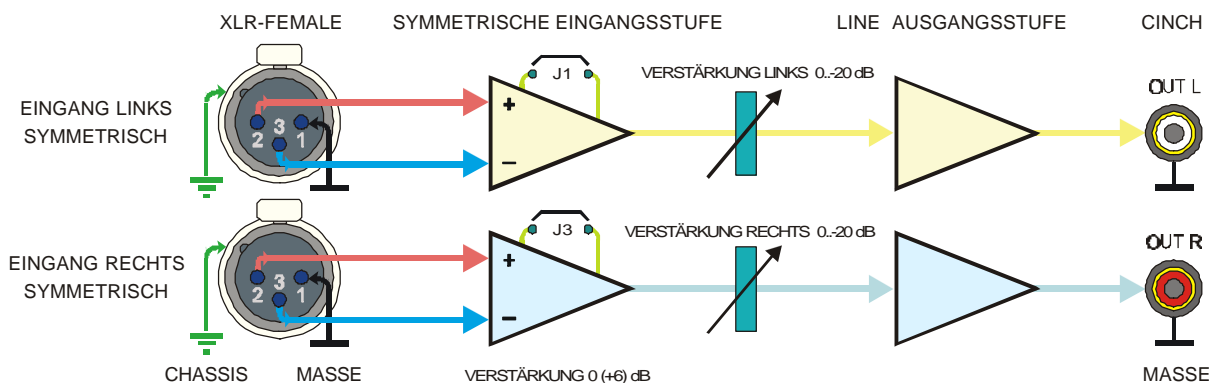 XLR-FEMALE SYMMETRISCHE EINGANGSSTUFE LINE AUSGANGSSTUFE CINCH
J1
VERSTÄRKUNG LINKS 0..-20 dB
OUT L
EINGANG LINKS
SYMMETRISCH
+
3
2 1
−
J3
VERSTÄRKUNG RECHTS 0..-20 dB
OUT R
EINGANG RECHTS
SYMMETRISCH
+
3
2 1
−
CHASSIS MASSE VERSTÄRKUNG 0 (+6) dB MASSE